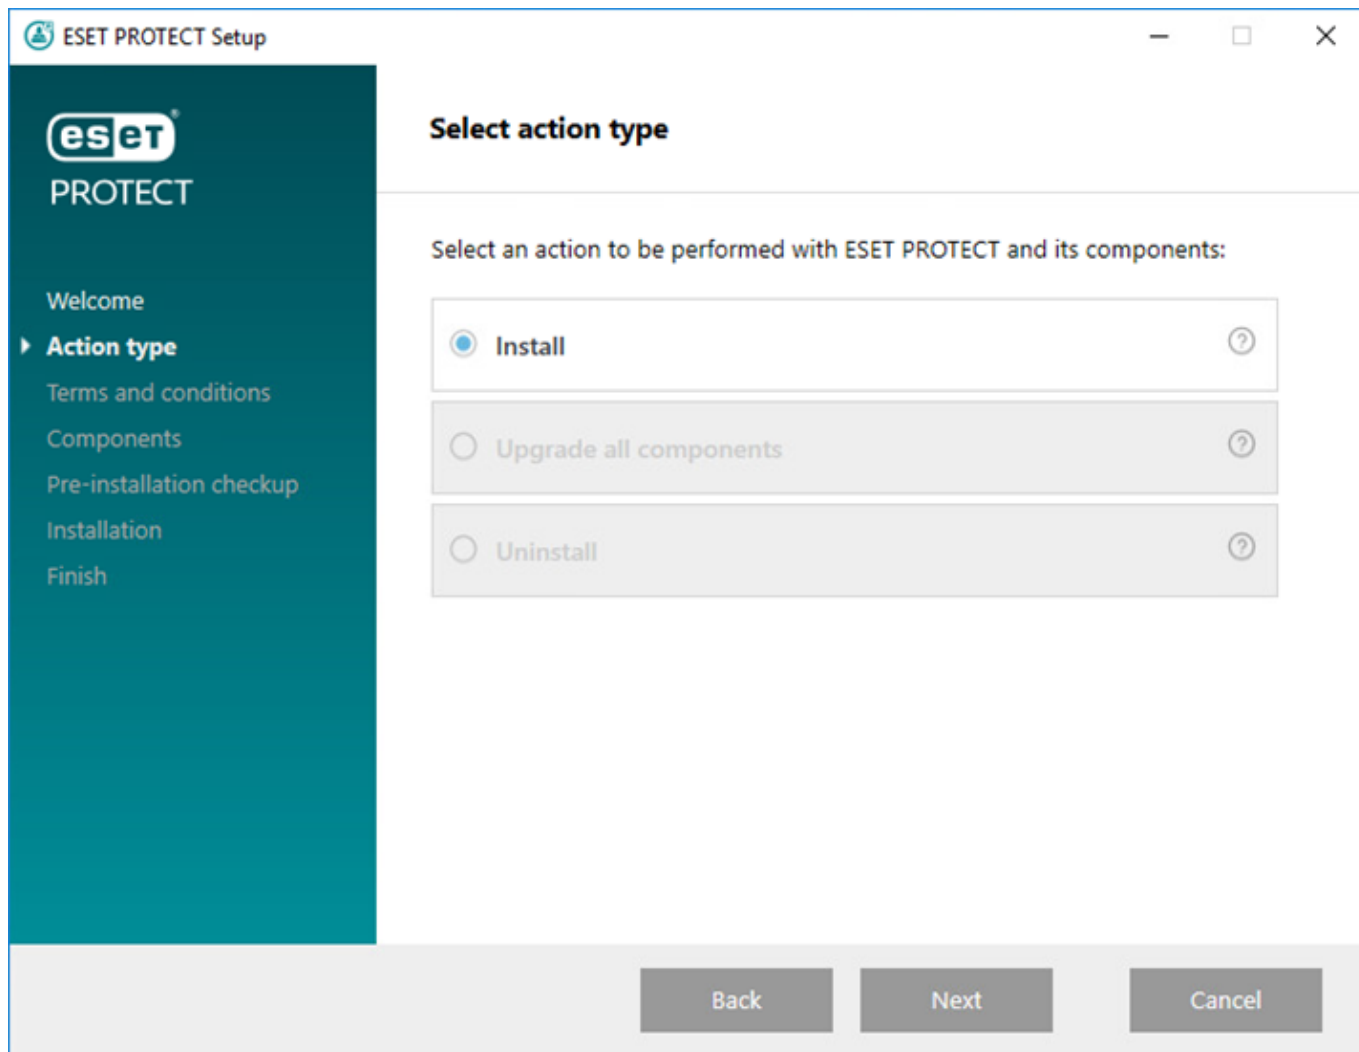 ESET PROTECT Setup
eset®
PROTECT
Welcome
Action type
Terms and conditions
Components
Pre-installation checkup
Installation
Finish
Select action type
Select an action to be performed with ESET PROTECT and its components:
Install
Upgrade all components
Uninstall
Back Next Cancel